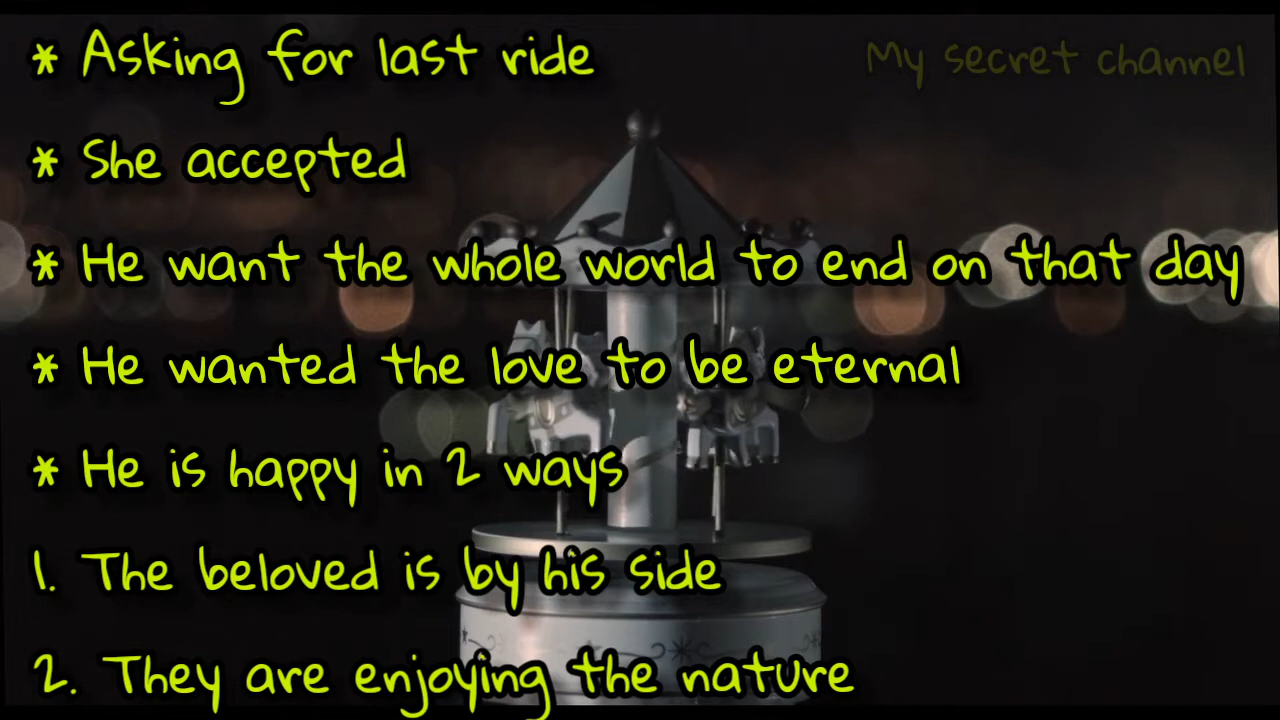 * Asking for last ride
My secret channel
* She accepted
* He want the whole world to end on that day
* He wanted the love to be eternal
* He is happy in 2 ways
1. The beloved is by his side
2. They are enjoying the nature